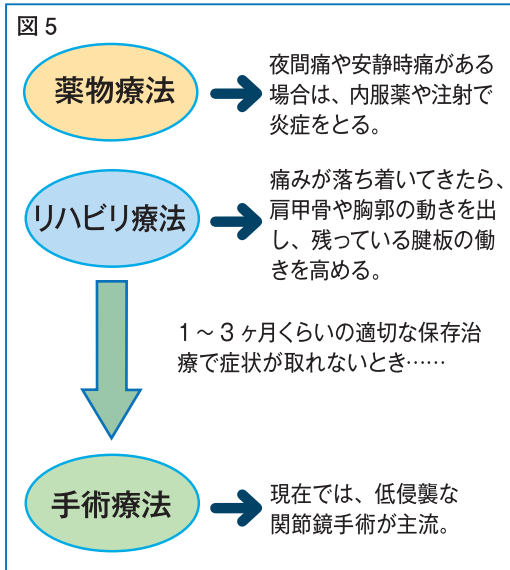 図5
薬物療法
夜間痛や安静時痛がある
場合は、内服薬や注射で
炎症をとる。
リハビリ療法
痛みが落ち着いてきたら、
肩甲骨や胸郭の動きを出
し、残っている腱板の働
きを高める。
1～3ヶ月くらいの適切な保存治
療で症状が取れないとき……
手術療法
現在では、低侵襲な
関節鏡手術が主流。